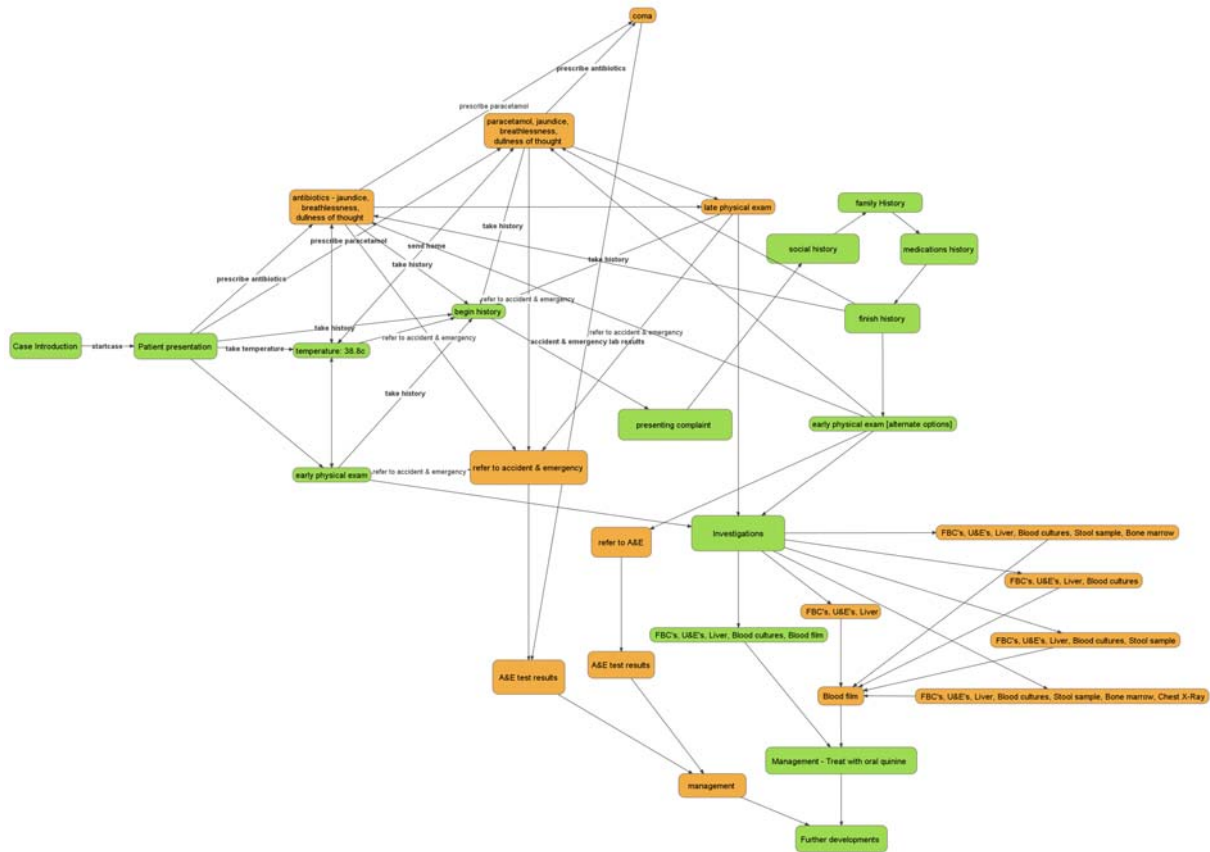 coma
prescribe antibiotics
prescribe paracetamol
paracetamol, jaundice,
breathlessness,
dullness of thought
antibiotics - jaundice,
breathlessness,
dullness of thought
late physical exam
family History
take history
prescribe paracetamol
send home
social history
medications history
take history
take history
prescribe antibiotics
refer to accident & emergency
begin history
finish history
take history
refer to accident & emergency
refer to accident & emergency
Case Introduction
startcase
Patient presentation
take temperature
temperature: 38.8c
accident & emergency lab results
take history
presenting complaint
early physical exam [alternate options]
early physical exam
refer to accident & emergency
refer to accident & emergency
Investigations
refer to A&E
FBC's, U&E's, Liver, Blood cultures, Stool sample, Bone marrow
FBC's, U&E's, Liver, Blood cultures
FBC's, U&E's, Liver
FBC's, U&E's, Liver, Blood cultures, Blood film
FBC's, U&E's, Liver, Blood cultures, Stool sample
A&E test results
A&E test results
Blood film
FBC's, U&E's, Liver, Blood cultures, Stool sample, Bone marrow, Chest X-Ray
Management - Treat with oral quinine
management
Further developments